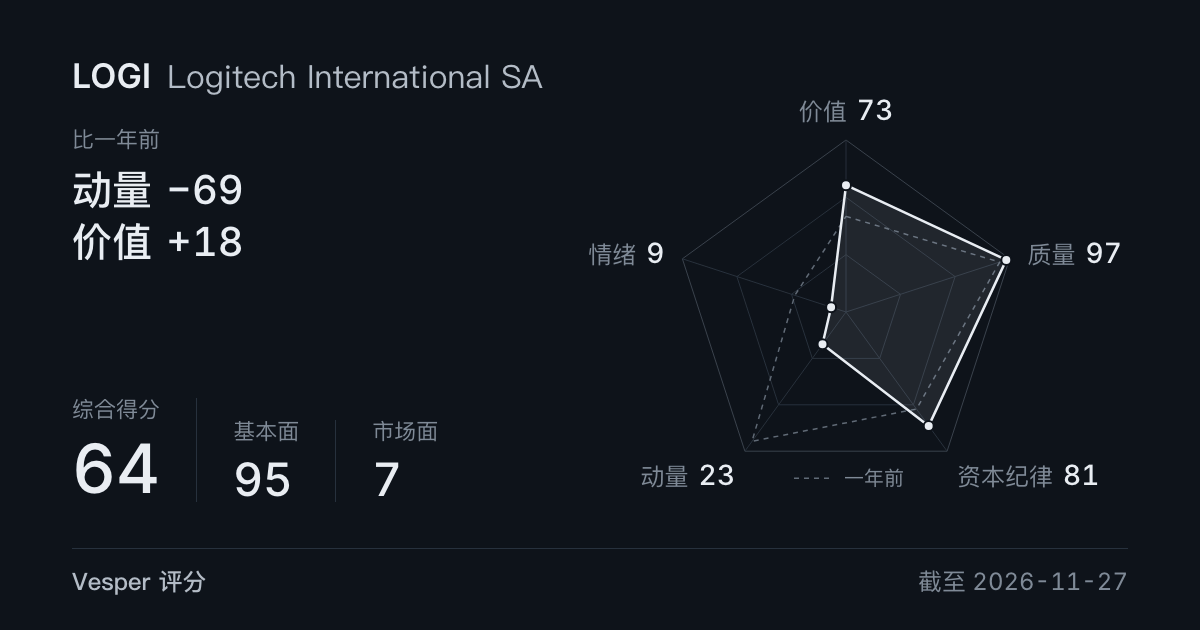 LOGI Logitech International SA
比一年前
动量 −69
价值 +18
价值 73
质量 97
资本纪律 81
动量 23
情绪 9
一年前
综合得分
64
基本面
95
市场面
7
Vesper 评分
截至 2026-11-27